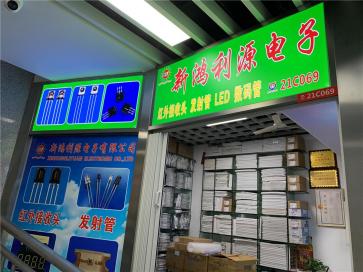 新鸿利源电子
红外接收头 发射管 LED 数码管
21C069
21C069
新鸿利源电子有限公司
红外接收头 发射管